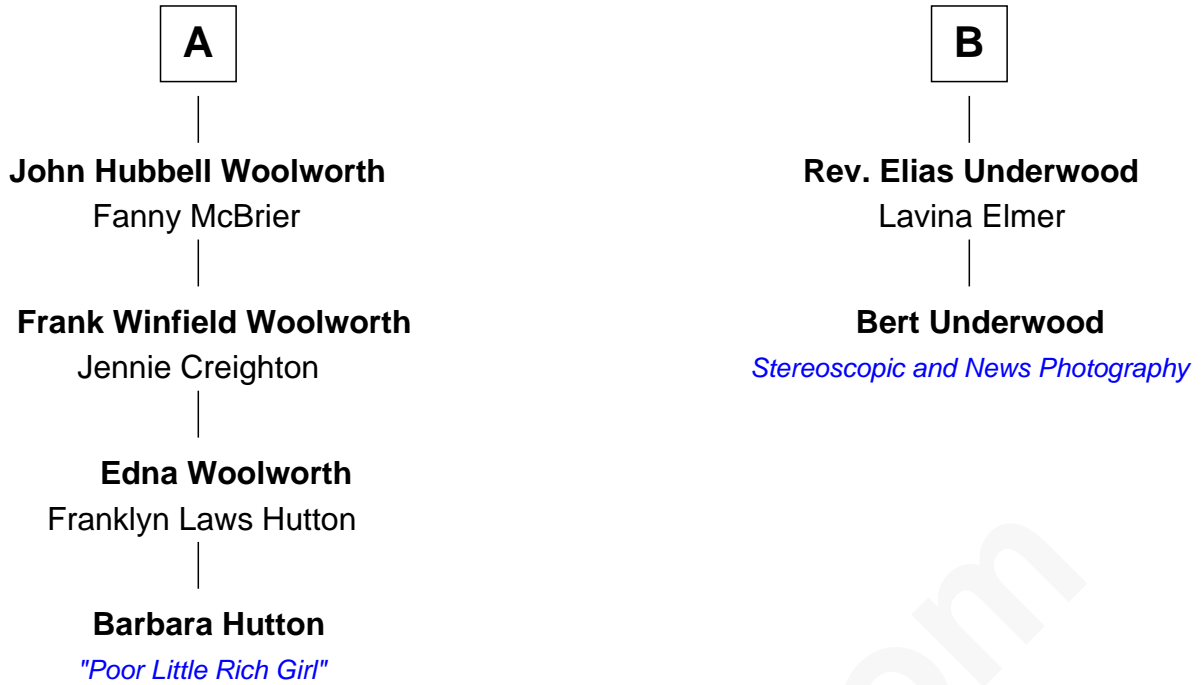 A
John Hubbell Woolworth
Fanny McBrier
Frank Winfield Woolworth
Jennie Creighton
Edna Woolworth
Franklyn Laws Hutton
Barbara Hutton
"Poor Little Rich Girl"
B
Rev. Elias Underwood
Lavina Elmer
Bert Underwood
Stereoscopic and News Photography
om